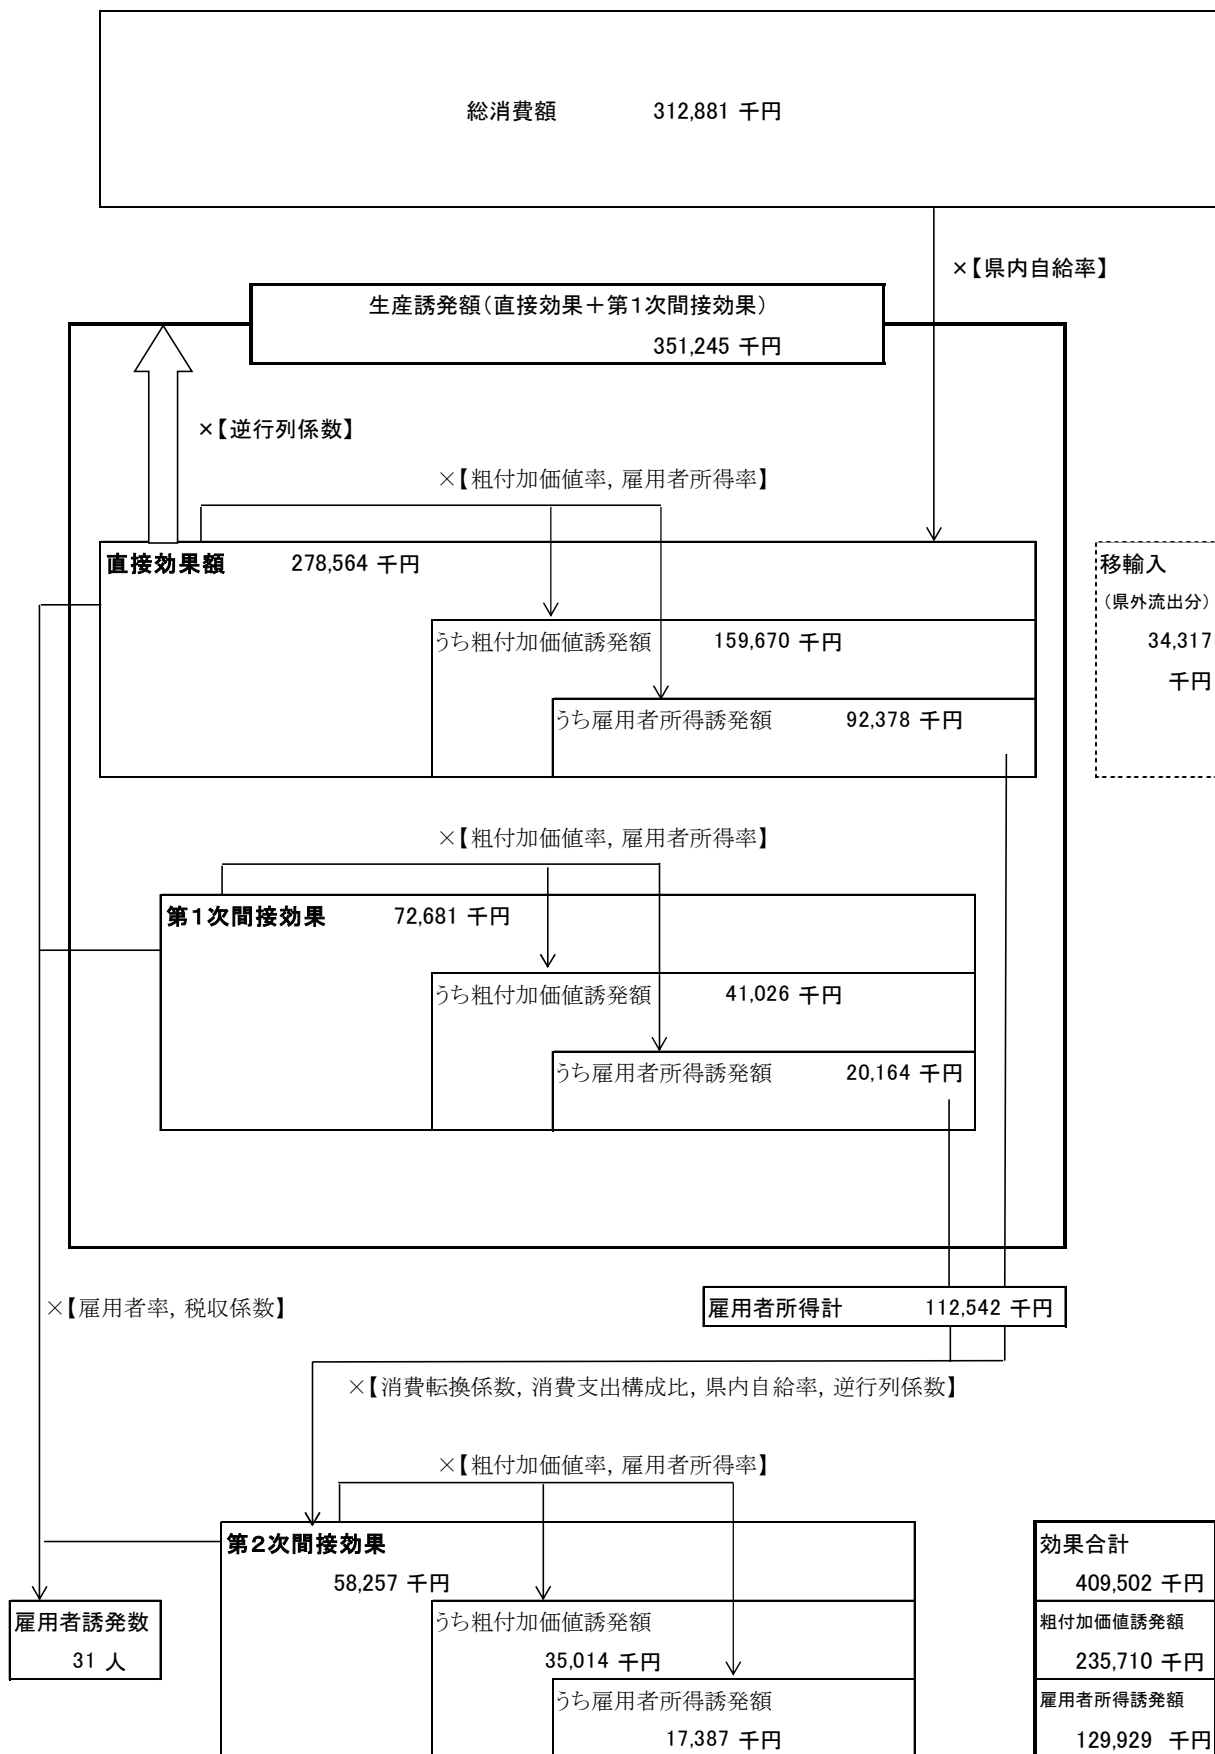 総消費額 312,881 千円
×【県内自給率】
生産誘発額（直接効果＋第１次間接効果）
351,245 千円
×【逆行列係数】
×【粗付加価値率, 雇用者所得率】
直接効果額 278,564 千円
移輸入
（県外流出分）
34,317
千円
うち粗付加価値誘発額 159,670 千円
うち雇用者所得誘発額 92,378 千円
×【粗付加価値率, 雇用者所得率】
第１次間接効果 72,681 千円
うち粗付加価値誘発額 41,026 千円
うち雇用者所得誘発額 20,164 千円
×【雇用者率, 税収係数】
雇用者所得計 112,542 千円
×【消費転換係数, 消費支出構成比, 県内自給率, 逆行列係数】
×【粗付加価値率, 雇用者所得率】
第２次間接効果
58,257 千円
うち粗付加価値誘発額
35,014 千円
うち雇用者所得誘発額
17,387 千円
雇用者誘発数
31 人
効果合計
409,502 千円
粗付加価値誘発額
235,710 千円
雇用者所得誘発額
129,929 千円